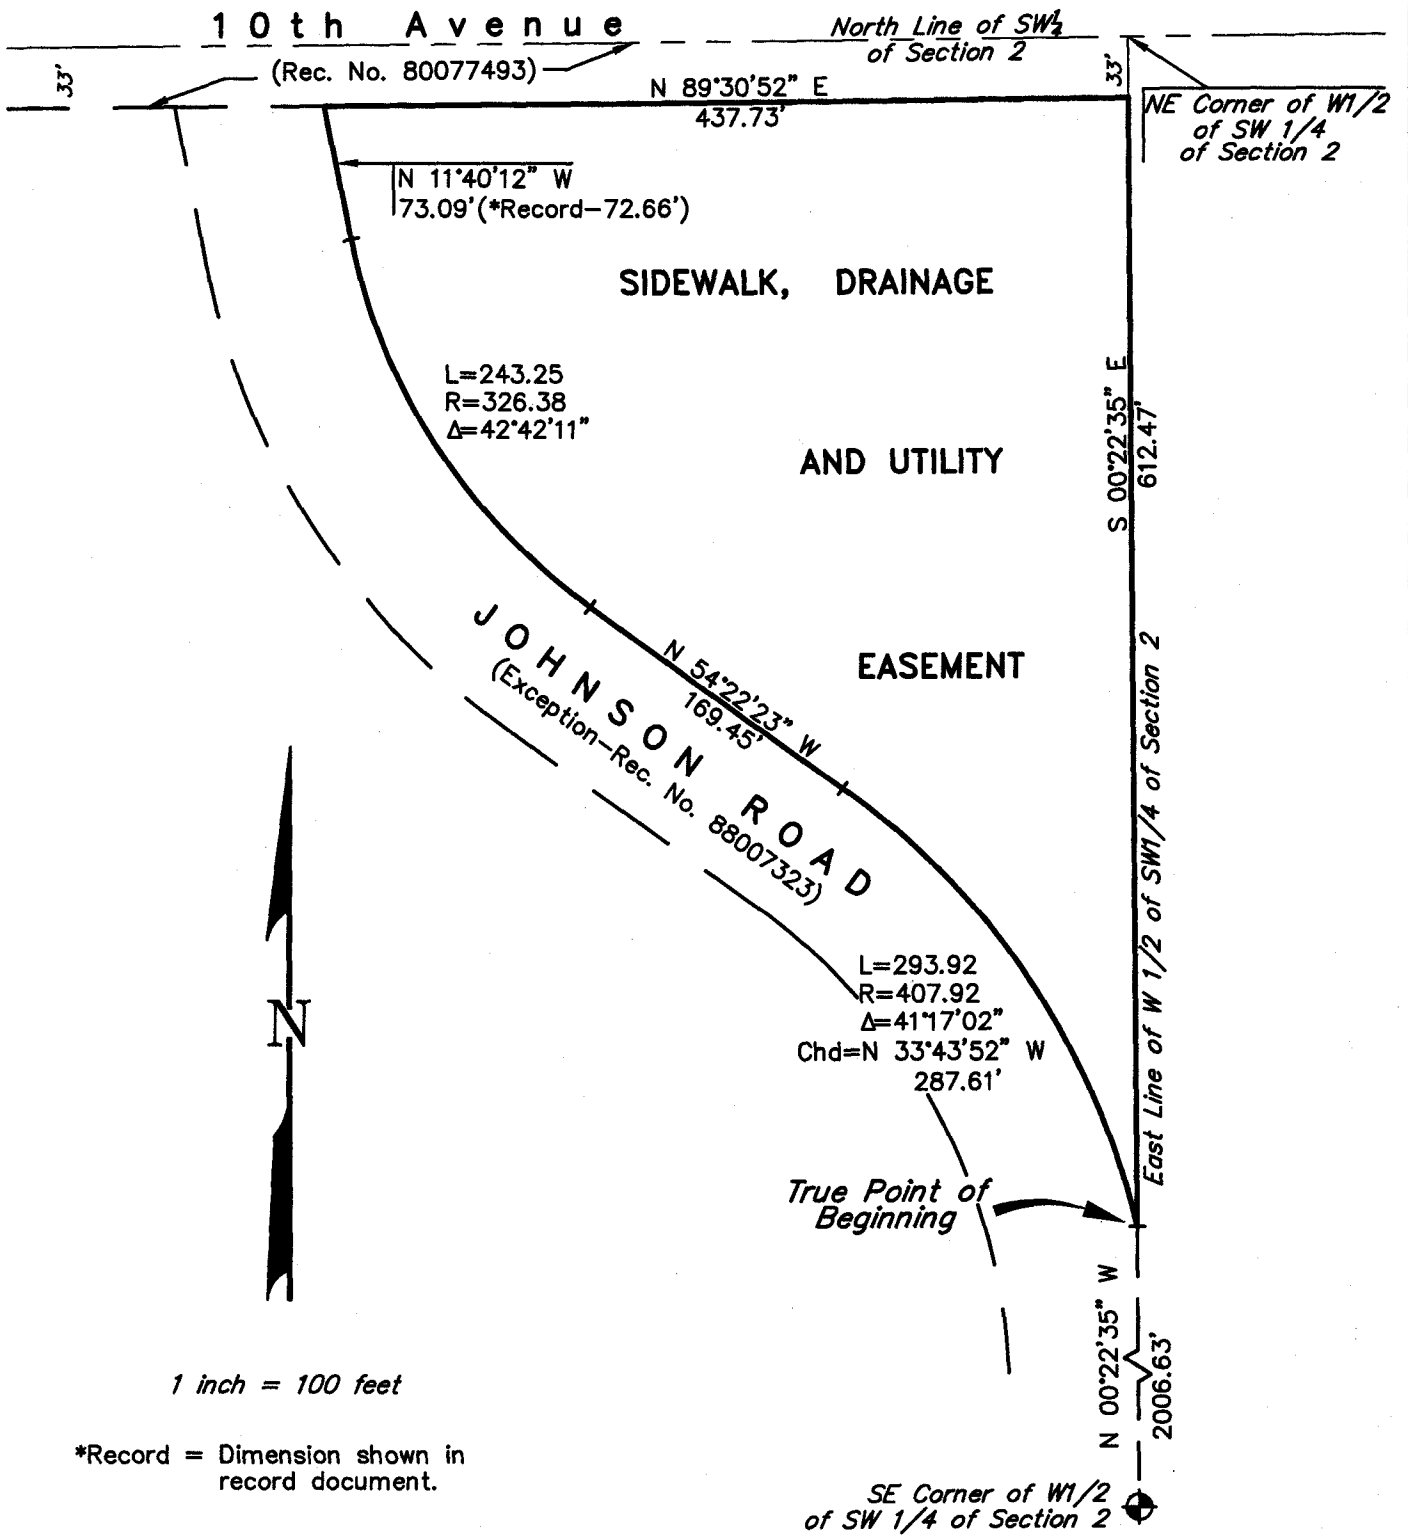 10th Avenue
North Line of SW¼
of Section 2
33'
(Rec. No. 80077493)
33'
N 89°30'52" E
437.73'
NE Corner of W1/2
of SW 1/4
of Section 2
N 11°40'12" W
73.09'(*Record-72.66')
SIDEWALK, DRAINAGE
L=243.25
R=326.38
Δ=42°42'11"
S 00°22'35" E
612.47'
AND UTILITY
EASEMENT
N 54°22'23" W
169.45'
JOHNSON ROAD
(Exception-Rec. No. 88007323)
East Line of W 1/2 of SW1/4 of Section 2
L=293.92
R=407.92
Δ=41°17'02"
Chd=N 33°43'52" W
287.61'
True Point of
Beginning
N
N 00°22'35" W
2006.63'
1 inch = 100 feet
*Record = Dimension shown in
record document.
SE Corner of W1/2
of SW 1/4 of Section 2